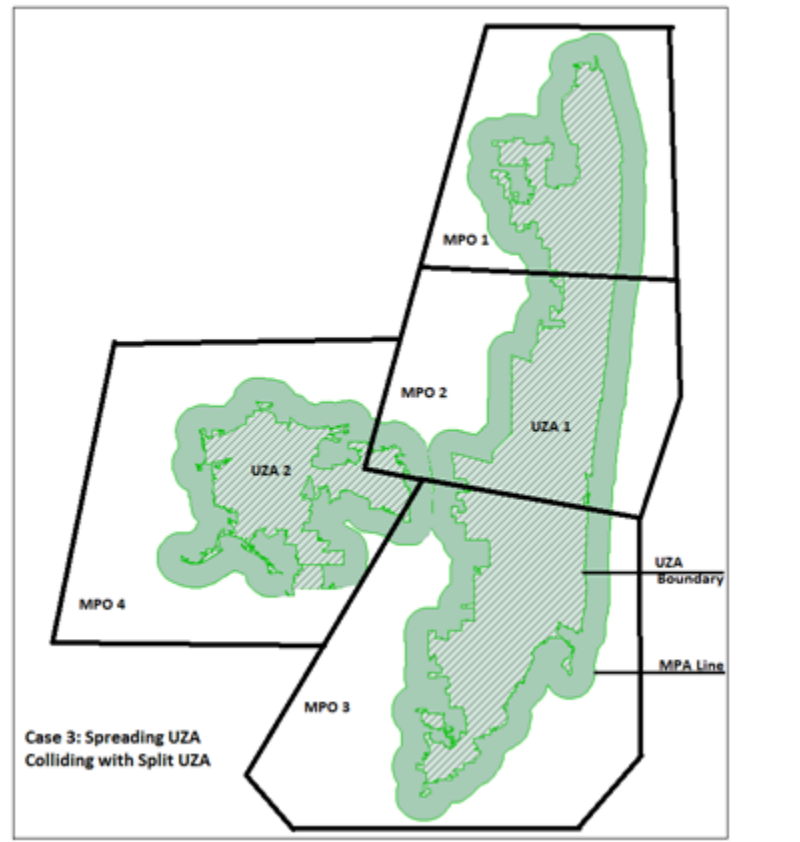 MPO 1
MPO 2
UZA 1
UZA 2
UZA
Boundary
MPO 4
MPA Line
MPO 3
Case 3: Spreading UZA
Colliding with Split UZA